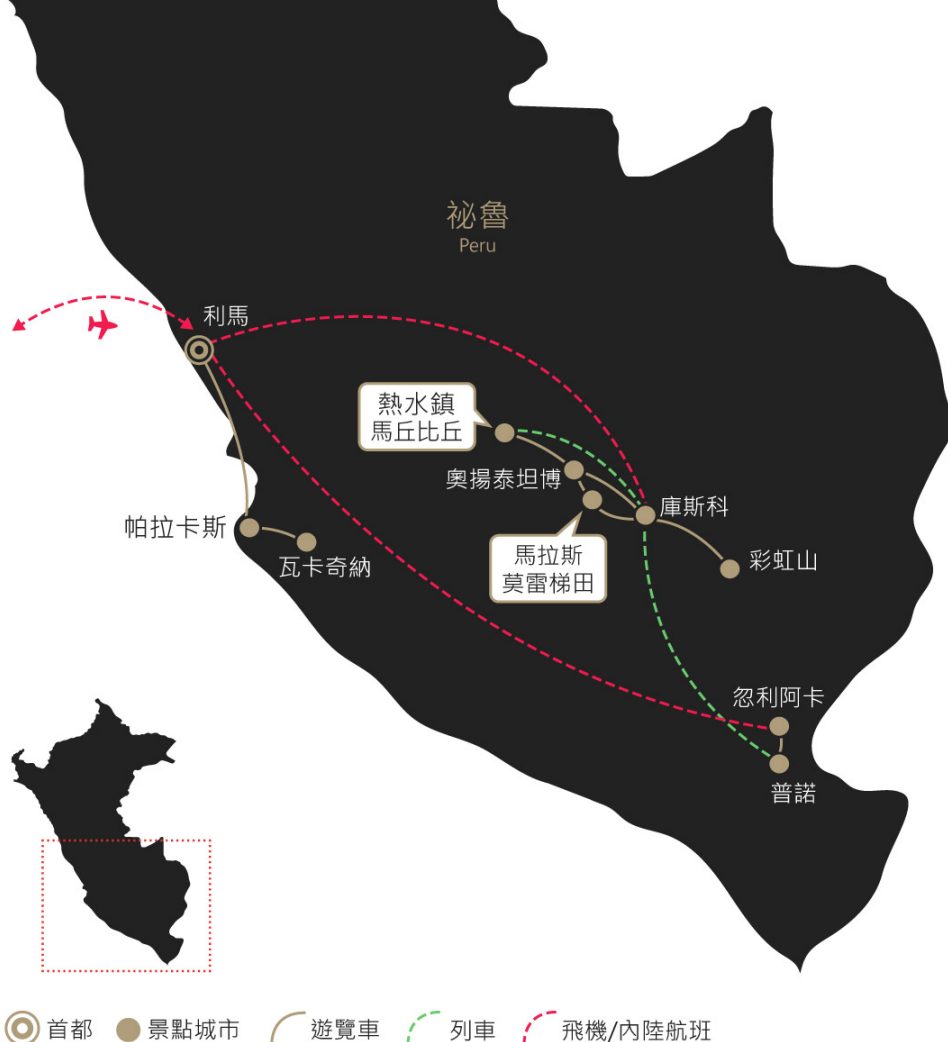 祕魯
Peru
利馬
熱水鎮
馬丘比丘
奧揚泰坦博
庫斯科
帕拉卡斯
瓦卡奇納
馬拉斯
莫雷梯田
彩虹山
忽利阿卡
普諾
首都
景點城市
遊覽車
列車
飛機/內陸航班